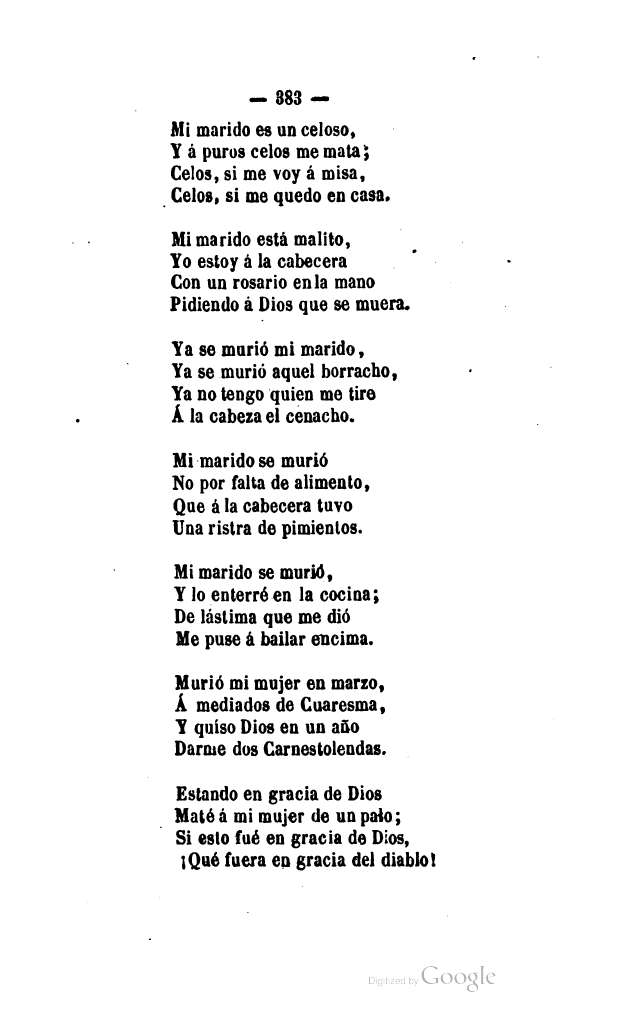 — 383 —
Mi marido es un celoso,
Y á puros celos me mata;
Celos, si me voy á misa,
Celos, si me quedo en casa.
Mi marido está malito,
Yo estoy á la cabecera
Con un rosario en la mano
Pidiendo á Dios que se muera.
Ya se murió mi marido,
Ya se murió aquel borracho,
Ya no tengo quien me tire
Á la cabeza el cenacho.
Mi marido se murió
No por falta de alimento,
Que á la cabecera tuvo
Una ristra de pimientos.
Mi marido se murió,
Y lo enterré en la cocina;
De lástima que me dió
Me puse á bailar encima.
Murió mi mujer en marzo,
Á mediados de Cuaresma,
Y quiso Dios en un año
Darme dos Carnestolendas.
Estando en gracia de Dios
Maté á mi mujer de un palo;
Si esto fué en gracia de Dios,
¡Qué fuera en gracia del diablo!
Digitized by Google